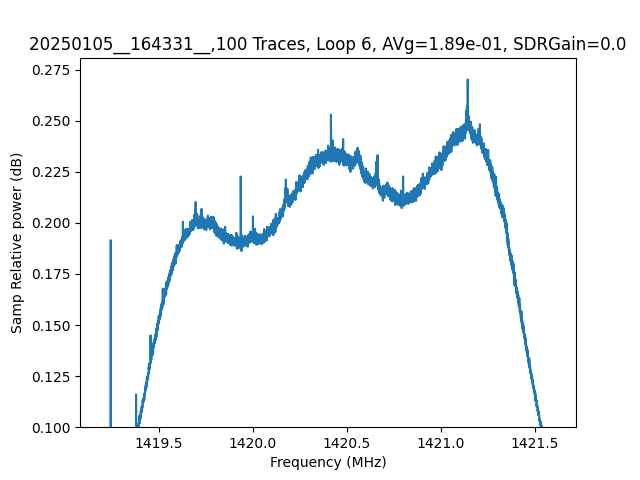 20250105__164331__,100 Traces, Loop 6, AVg=1.89e-01, SDRGain=0.0
0.275
0.250
0.225
0.200
0.175
0.150
0.125
0.100
Samp Relative power (dB)
1419.5 1420.0 1420.5 1421.0 1421.5
Frequency (MHz)